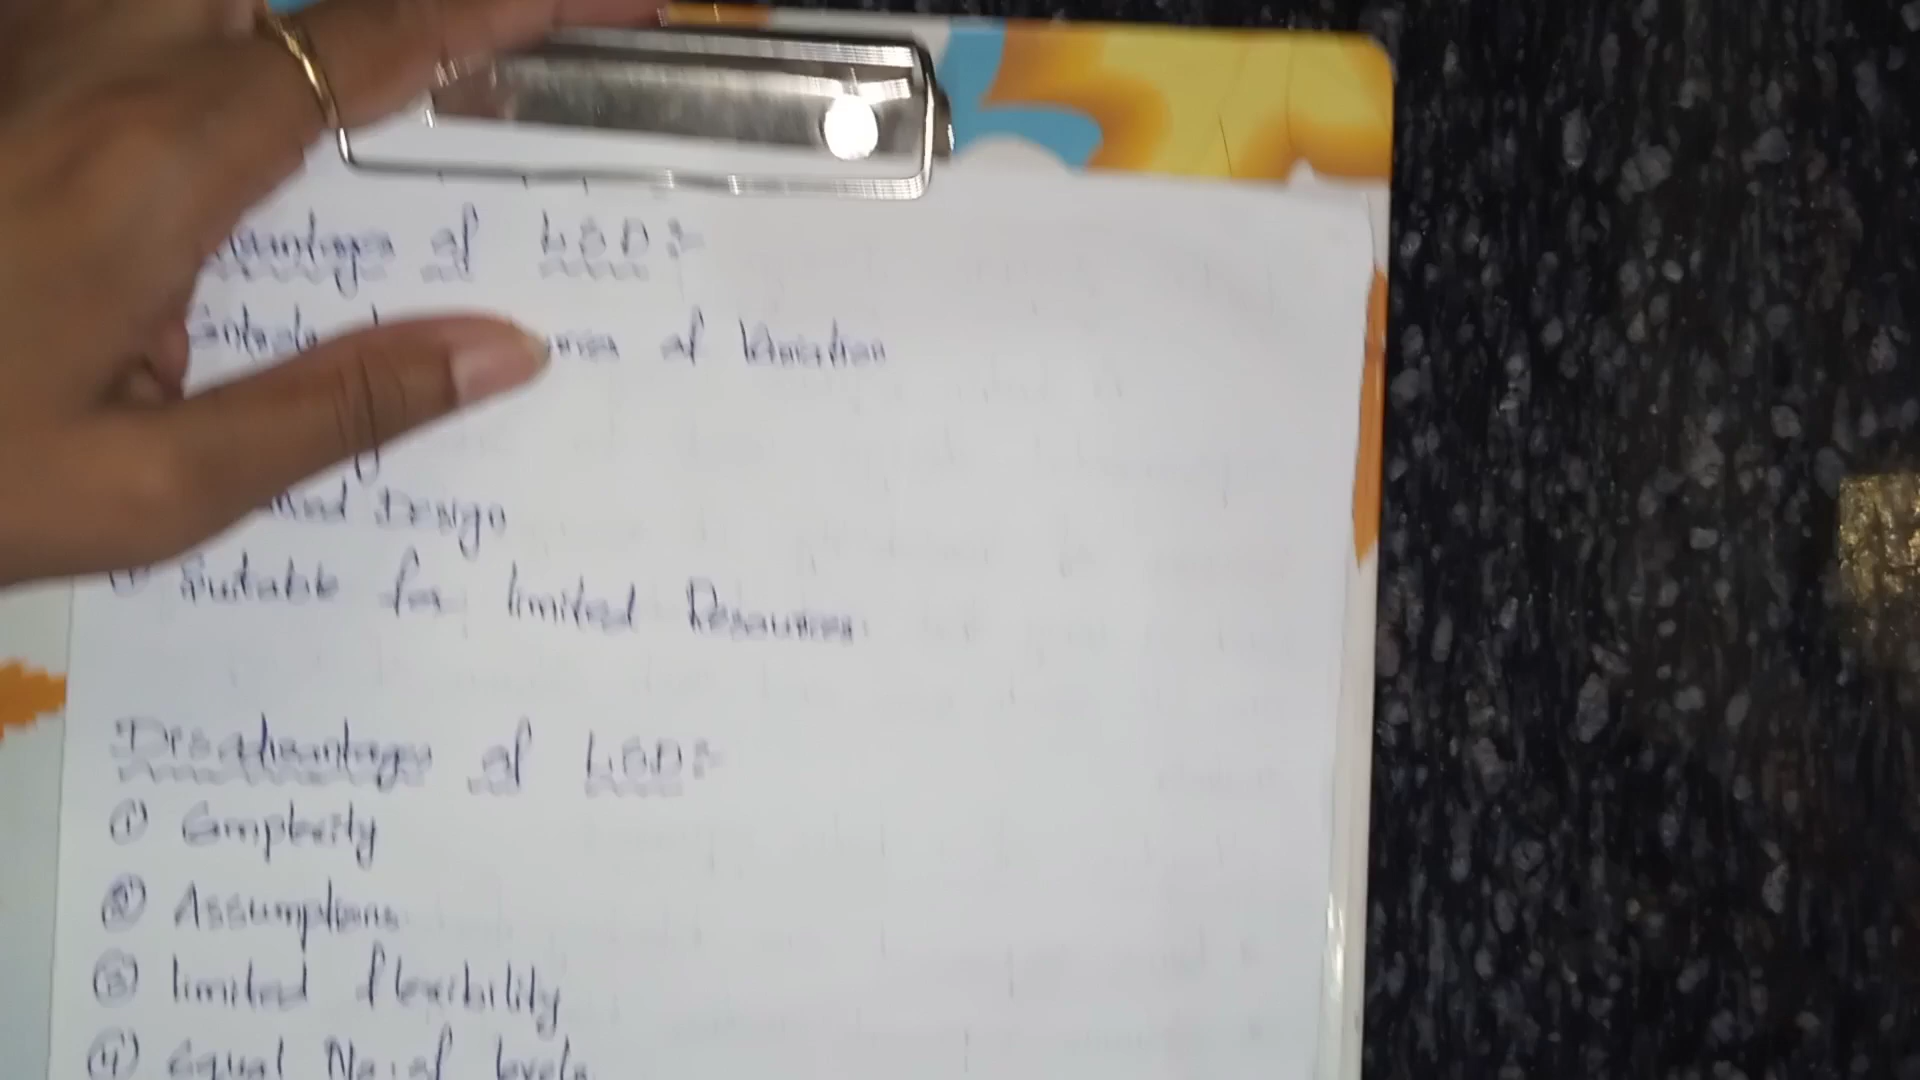 of LSD:-
of Variation
Design
Suitable for limited Resources
Disadvantages of LSD:-
① Complexity
② Assumptions
③ limited flexibility
④ Equal No: of levels